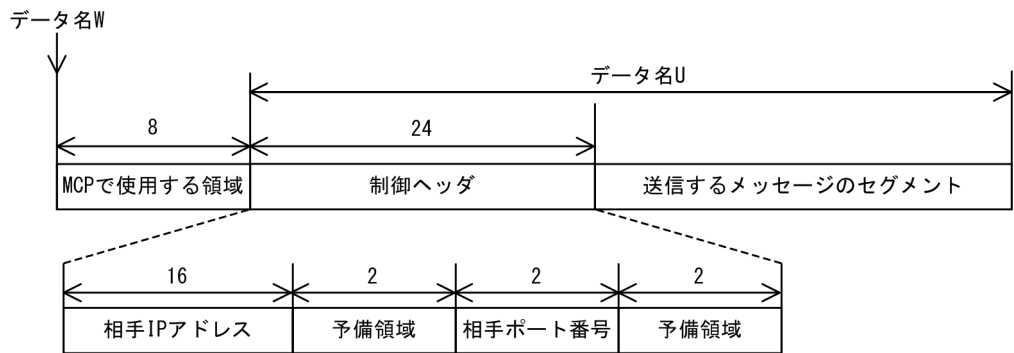 データ名W
データ名U
8
24
MCPで使用する領域
制御ヘッダ
送信するメッセージのセグメント
16
2
2
2
相手IPアドレス
予備領域
相手ポート番号
予備領域